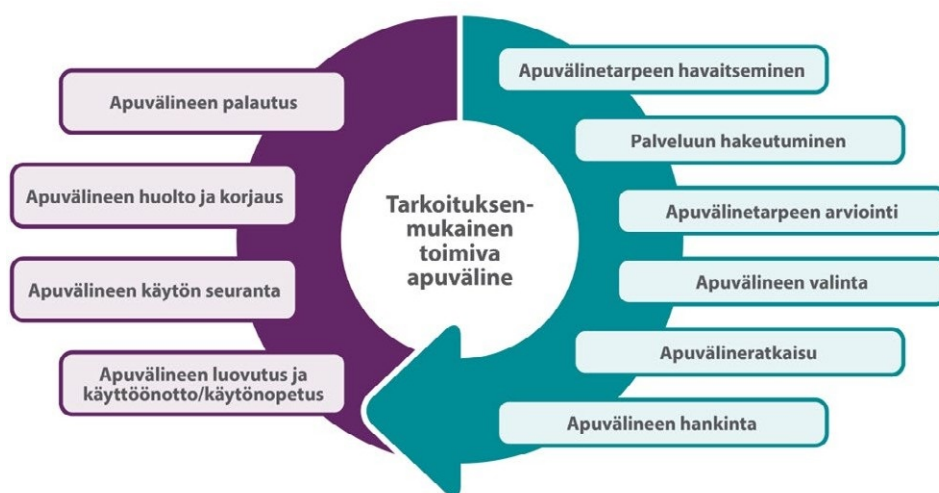 Apuvälinetarpeen havaitseminen
Palveluun hakeutuminen
Apuvälinetarpeen arviointi
Apuvälineen valinta
Apuvälineratkaisu
Apuvälineen hankinta
Apuvälineen luovutus ja
käyttöönotto/käytönopetus
Apuvälineen käytön seuranta
Apuvälineen huolto ja korjaus
Apuvälineen palautus
Tarkoituksen-
mukainen
toimiva
apuväline